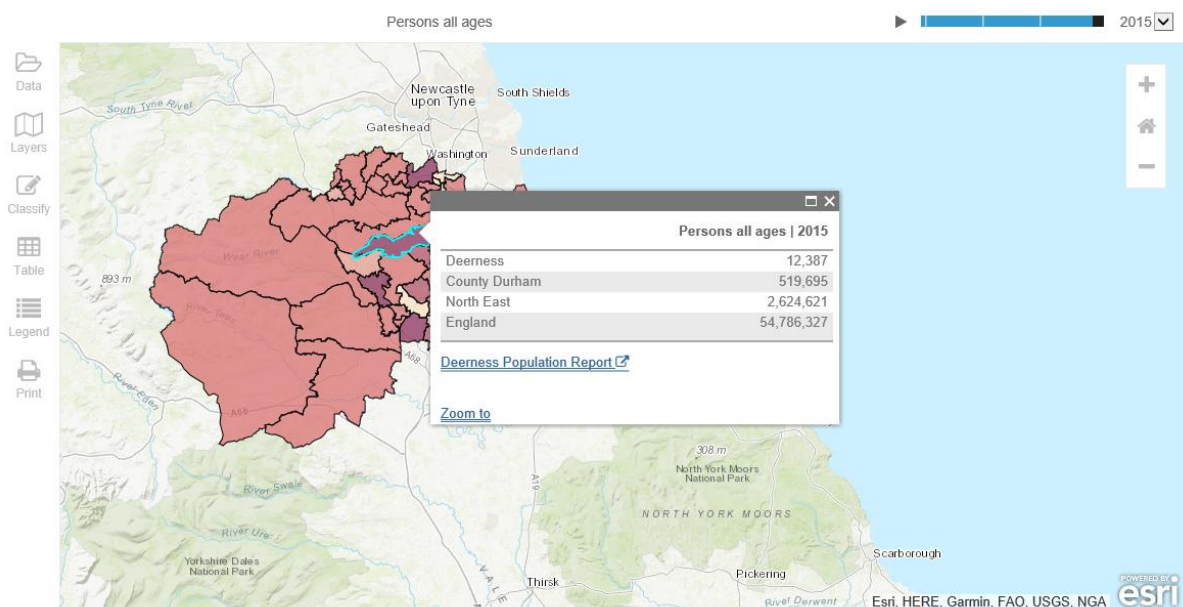 Persons all ages
2015
Data
Layers
Classify
Table
Legend
Print
Newcastle
upon Tyne
South Shields
South Tyne River
Gateshead
Washington
Sunderland
Wear River
893 m
River Tees
River Eden
A66
A68
Persons all ages | 2015
Deerness 12,387
County Durham 519,695
North East 2,624,621
England 54,786,327
Deerness Population Report
Zoom to
308 m
North York Moors
National Park
A19
River Swale
NORTH YORK MOORS
River Ure
Yorkshire Dales
National Park
VALE
Thirsk
Pickering
Scarborough
River Derwent
Esri, HERE, Garmin, FAO, USGS, NGA
POWERED BY
esri